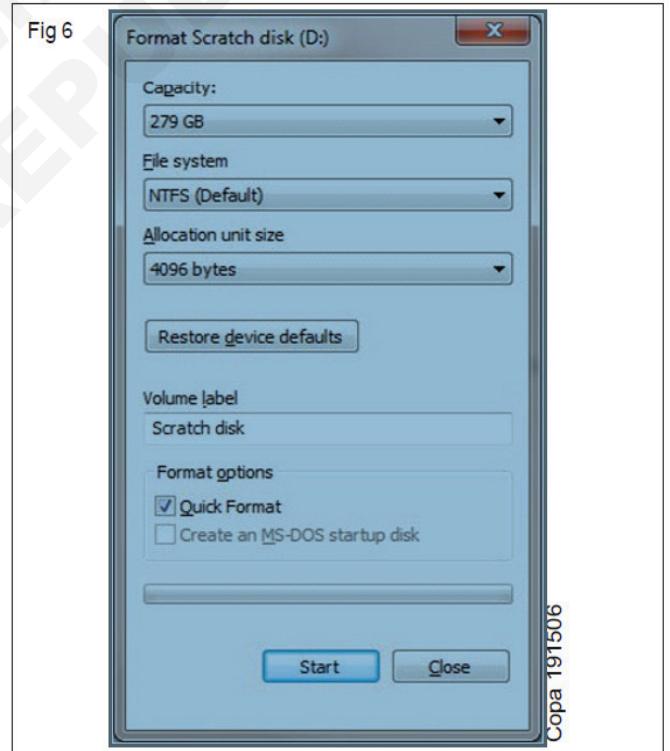 Fig 6
Format Scratch disk (D:)
Capacity:
279 GB
File system
NTFS (Default)
Allocation unit size
4096 bytes
Restore device defaults
Volume label
Scratch disk
Format options
Quick Format
Create an MS-DOS startup disk
Start
Close
Copa 191506